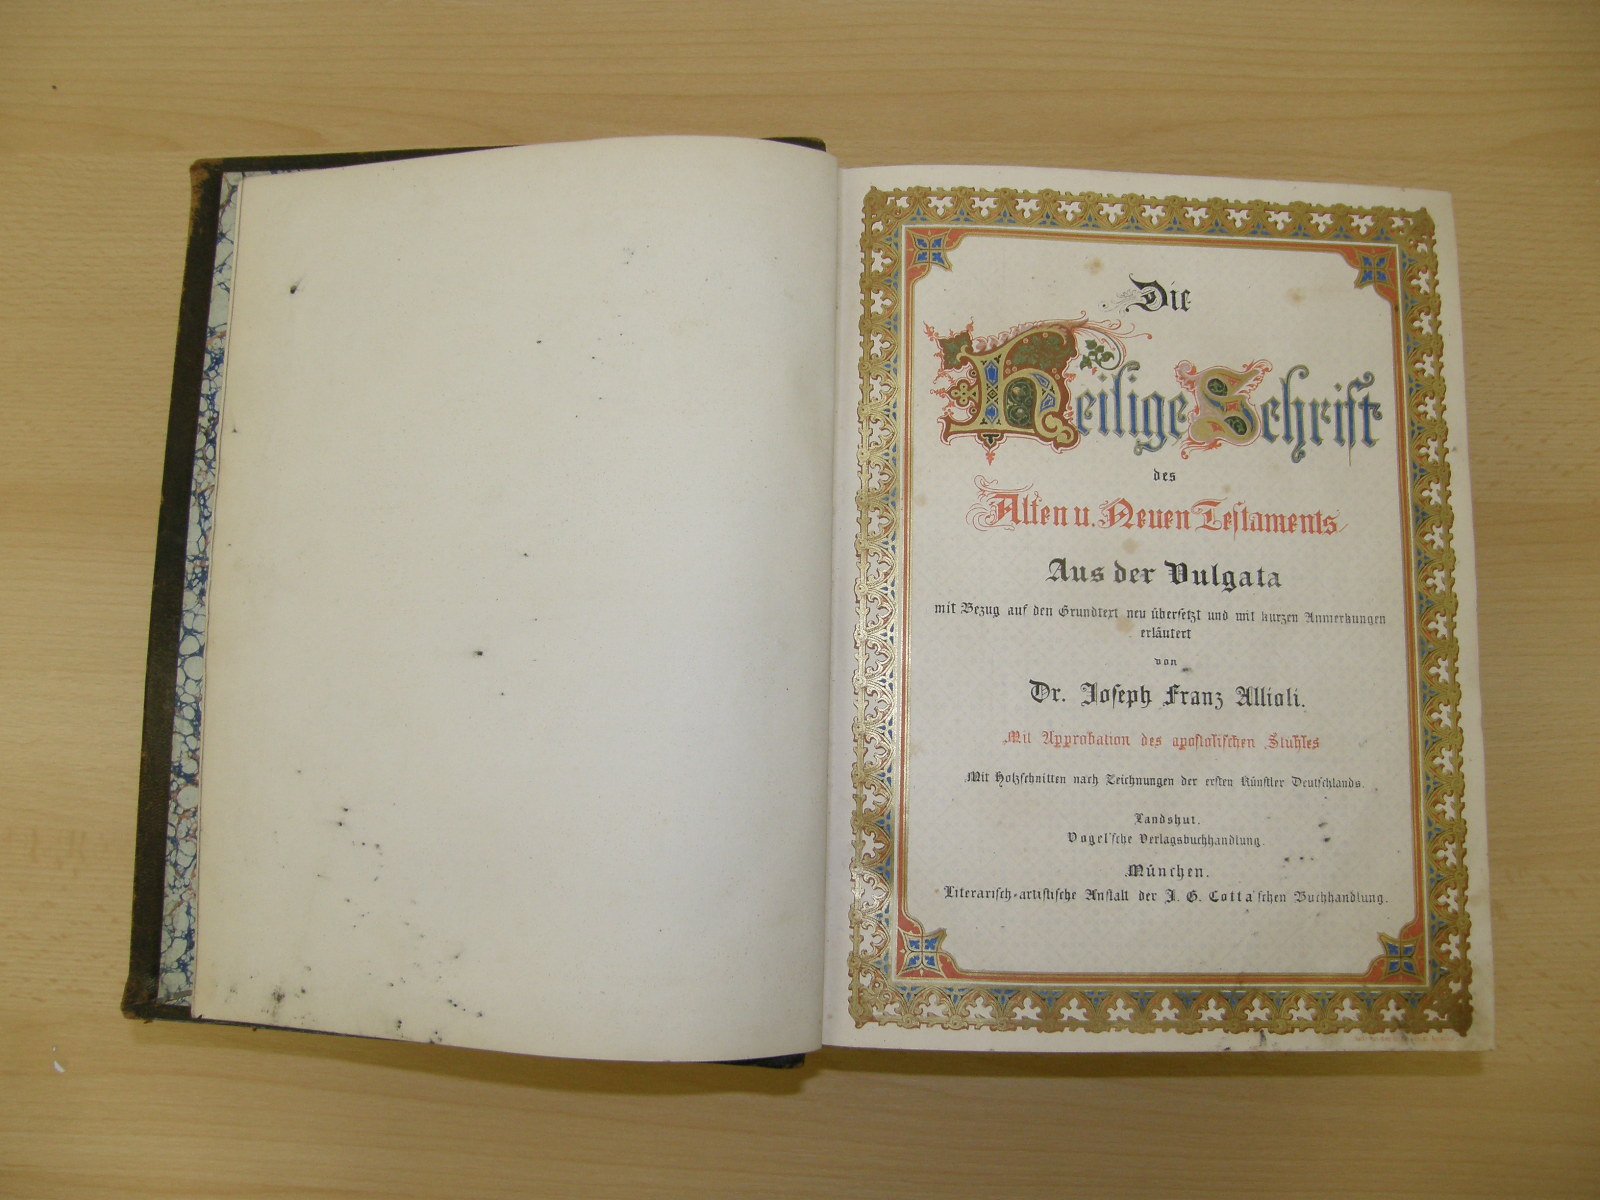 Die
Heilige Schrift
des
Alten u. Neuen Testaments
Aus der Vulgata
mit Bezug auf den Grundtext neu übersetzt und mit kurzen Anmerkungen
erläutert
von
Dr. Joseph Franz Allioli.
Mit Approbation des apostolischen Stuhles
Mit Holzschnitten nach Zeichnungen der ersten Künstler Deutschlands.
Landshut.
Vogel'sche Verlagsbuchhandlung.
München.
Literarisch-artistische Anstalt der J. G. Cotta'schen Buchhandlung.